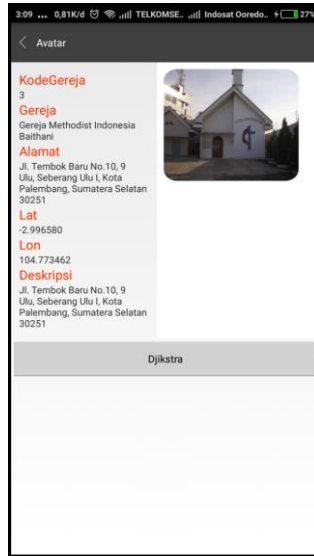 3:09 ... 0,81K/d TELKOMSE.. Indosat Ooredo.. 27%
Avatar
KodeGereja
3
Gereja
Gereja Methodist Indonesia
Baithani
Alamat
Jl. Tembok Baru No.10, 9
Ulu, Seberang Ulu I, Kota
Palembang, Sumatera Selatan
30251
Lat
-2.996580
Lon
104.773462
Deskripsi
Jl. Tembok Baru No.10, 9
Ulu, Seberang Ulu I, Kota
Palembang, Sumatera Selatan
30251
Djikstra